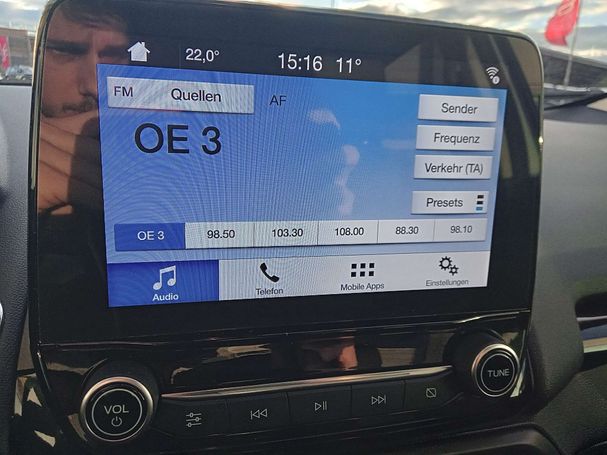 22,0° 15:16 11°
FM Quellen AF
Sender
OE 3
Frequenz
Verkehr (TA)
Presets
OE 3 98.50 103.30 108.00 88.30 98.10
Audio Telefon Mobile Apps Einstellungen
VOL TUNE